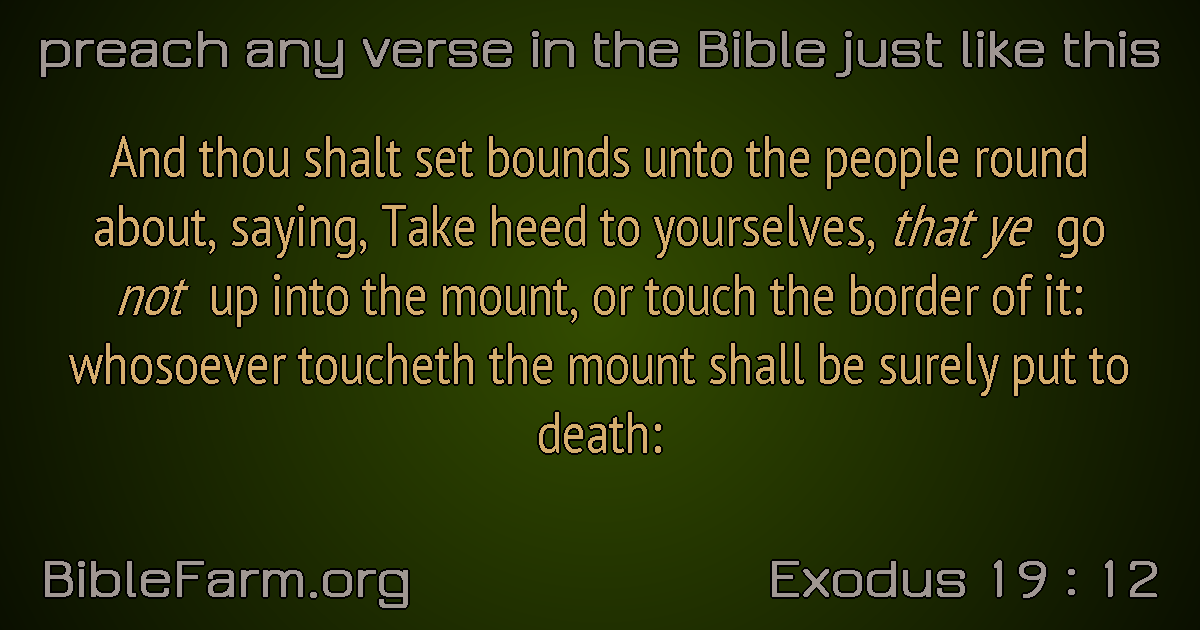 preach any verse in the Bible just like this
And thou shalt set bounds unto the people round
about, saying, Take heed to yourselves, that ye go
not up into the mount, or touch the border of it:
whosoever toucheth the mount shall be surely put to
death:
BibleFarm.org
Exodus 19 : 12